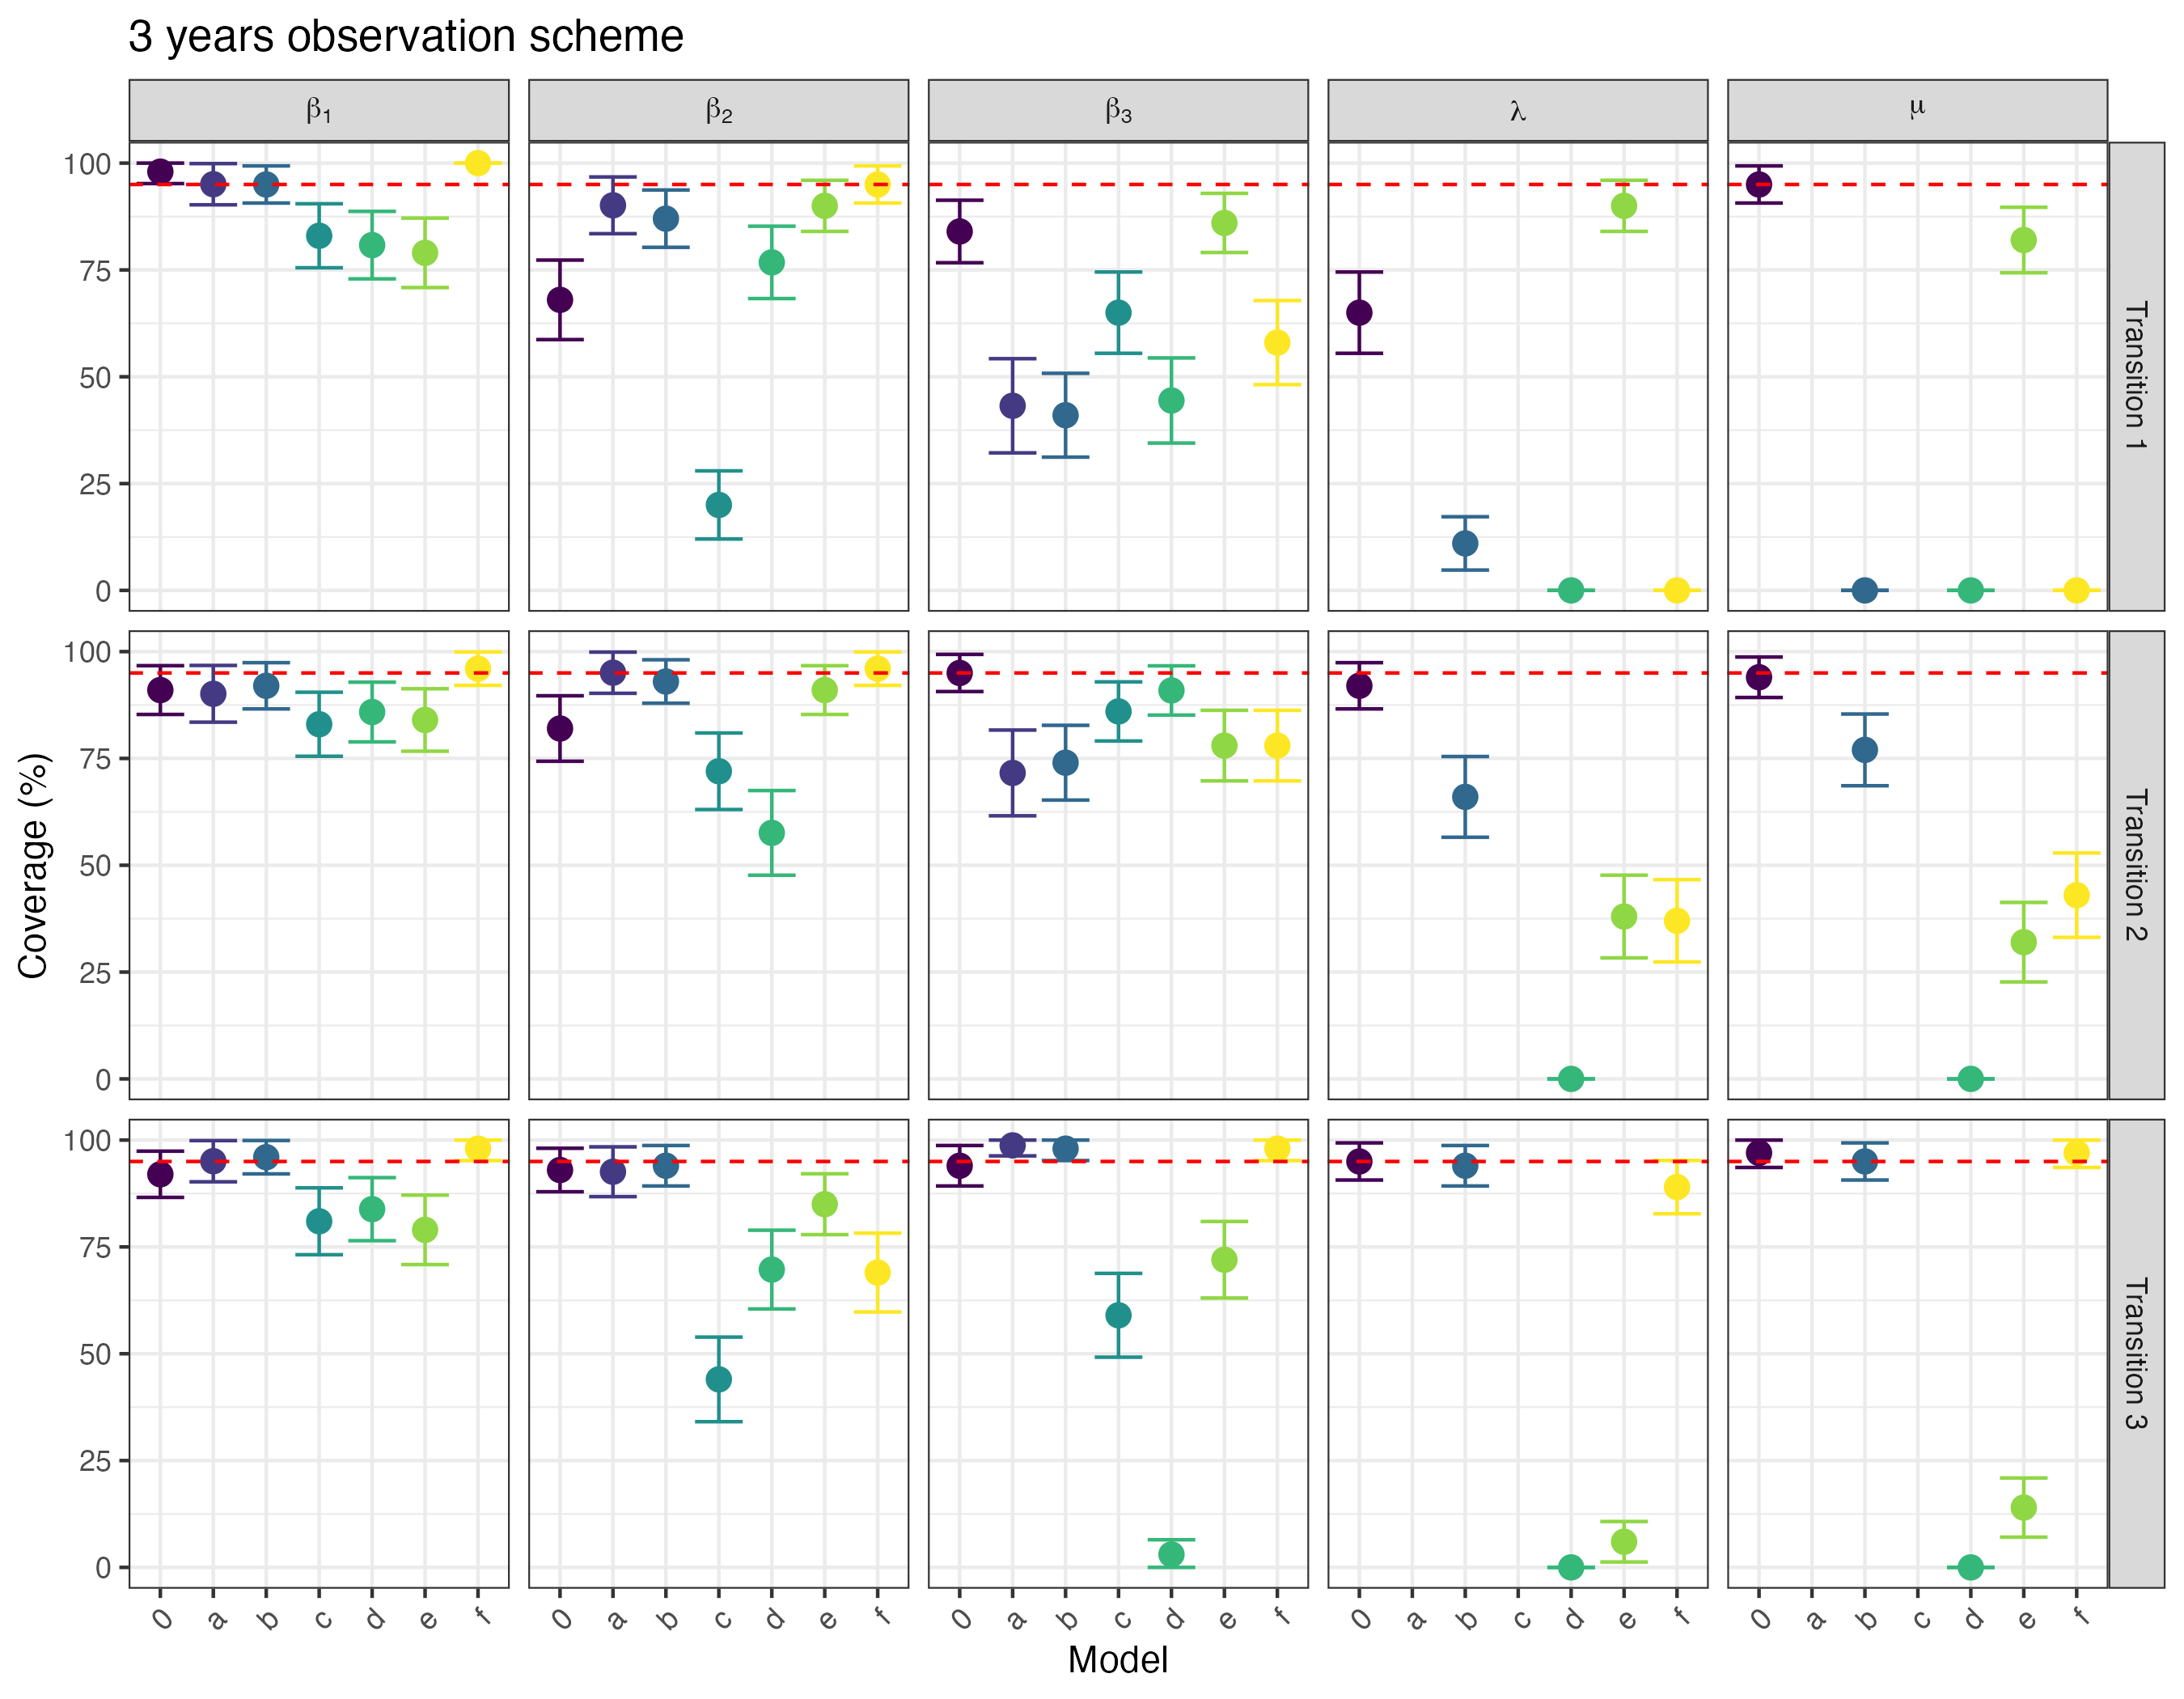 3 years observation scheme
β1 β2 β3 λ μ
100
75
50
25
0
Transition 1
100
75
50
25
0
Transition 2
100
75
50
25
0
Transition 3
Coverage (%)
0 a b c d e f 0 a b c d e f 0 a b c d e f 0 a b c d e f 0 a b c d e f
Model